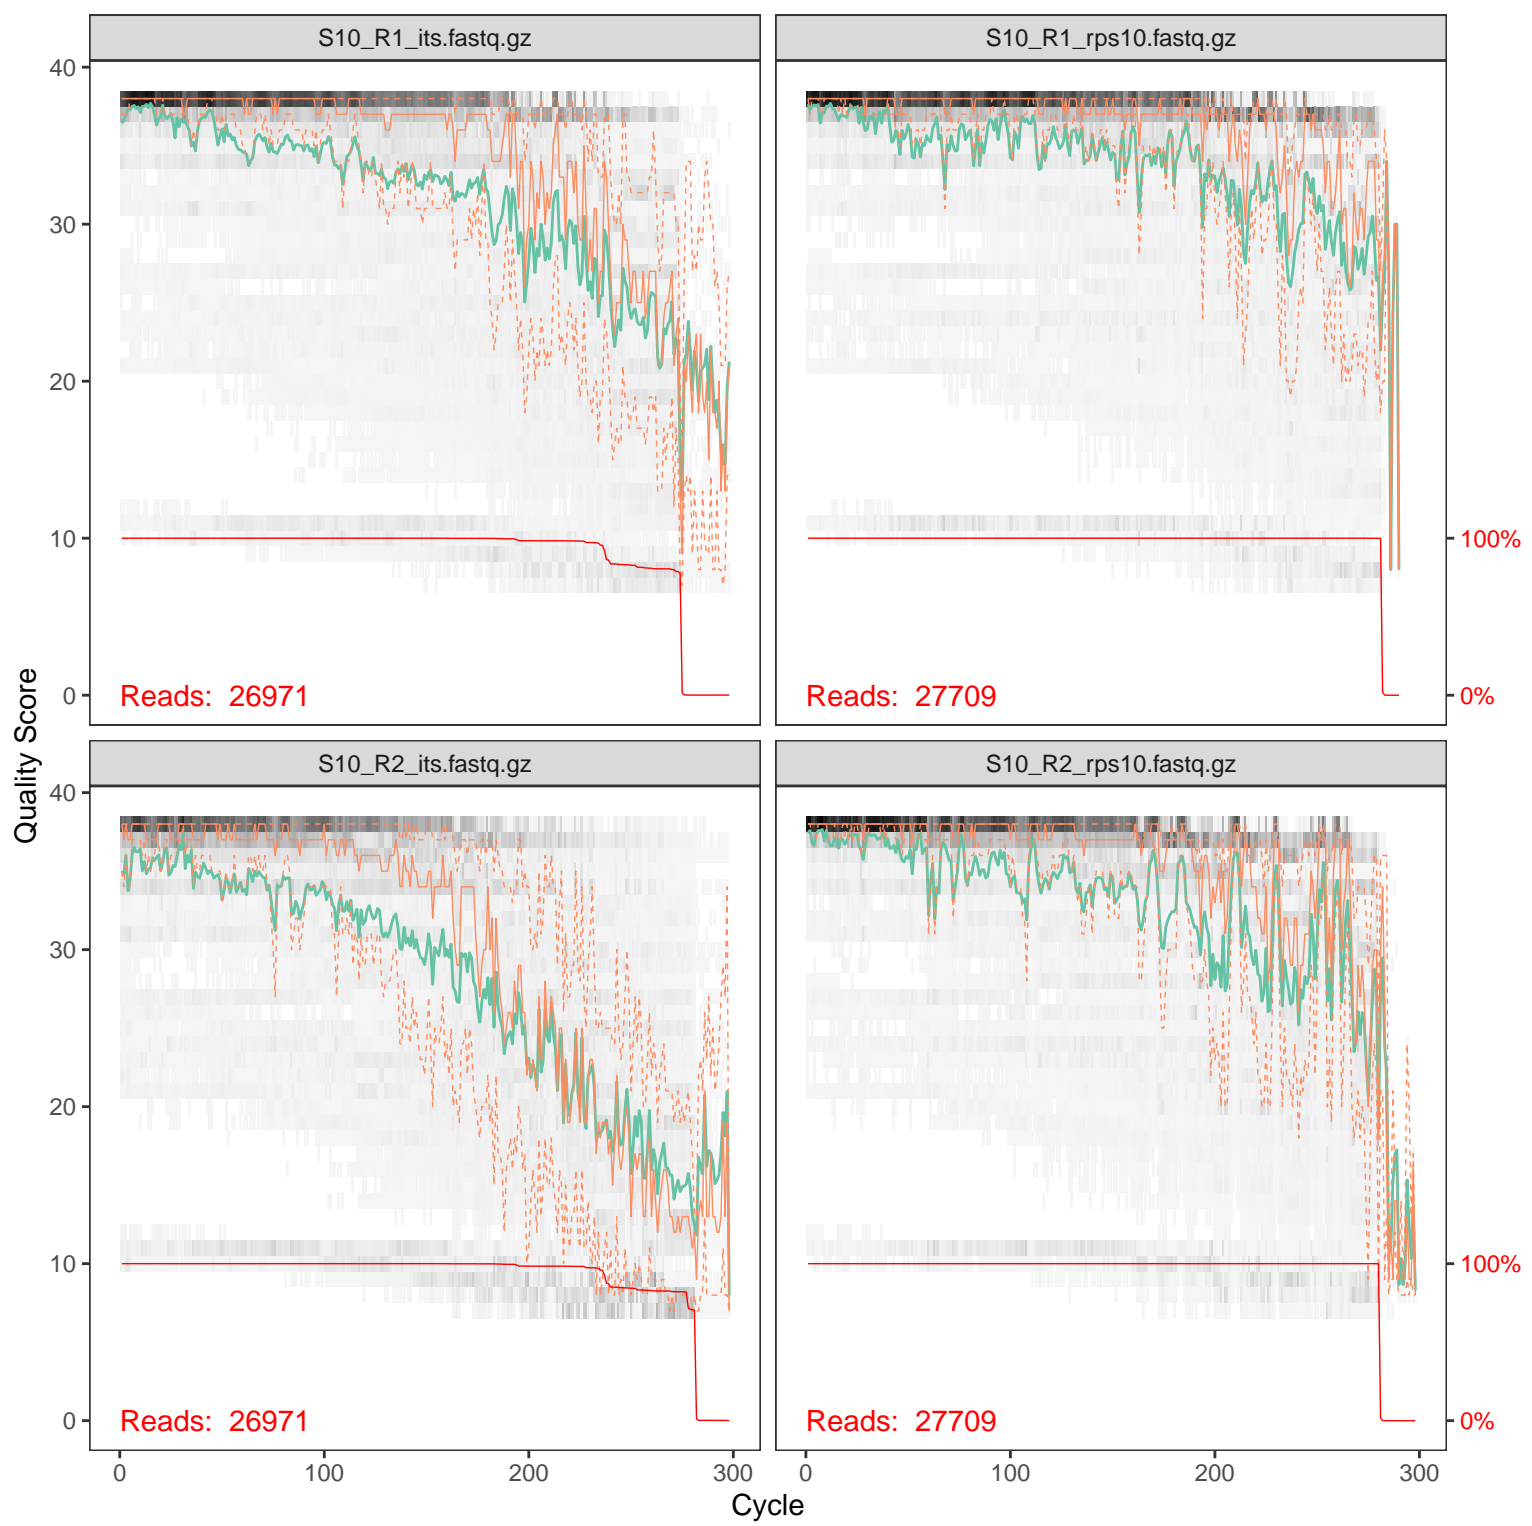 S10_R1_its.fastq.gz
S10_R1_rps10.fastq.gz
40
30
20
10
0
100%
0%
Reads: 26971
Reads: 27709
Quality Score
S10_R2_its.fastq.gz
S10_R2_rps10.fastq.gz
40
30
20
10
0
100%
0%
Reads: 26971
Reads: 27709
0 100 200 300
0 100 200 300
Cycle